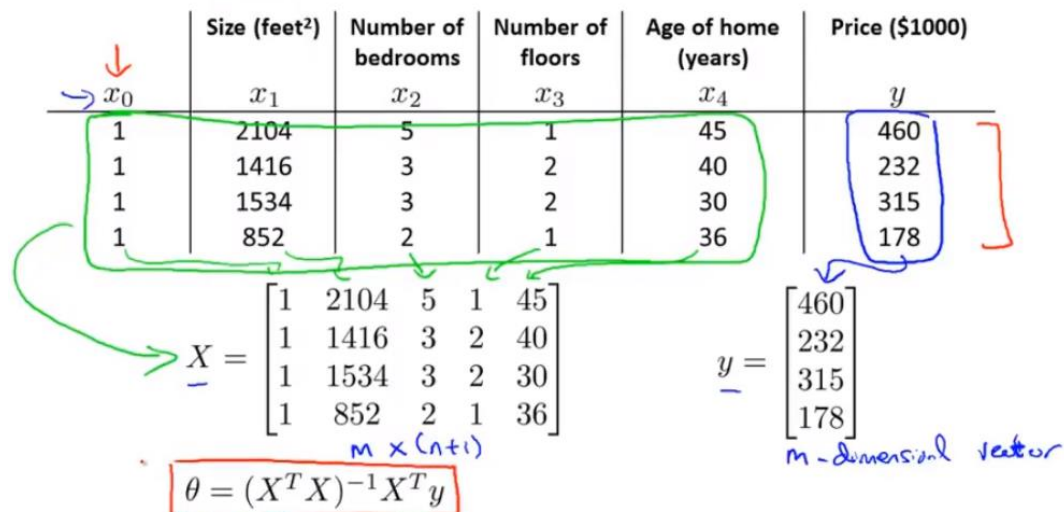 Size (feet²) Number of bedrooms Number of floors Age of home (years) Price ($1000)
x₀ x₁ x₂ x₃ x₄ y
1 2104 5 1 45 460
1 1416 3 2 40 232
1 1534 3 2 30 315
1 852 2 1 36 178
X = [1 2104 5 1 45
1 1416 3 2 40
1 1534 3 2 30
1 852 2 1 36]
m x (n+1)
y = [460
232
315
178]
m-dimensional vector
θ = (XᵀX)⁻¹Xᵀy